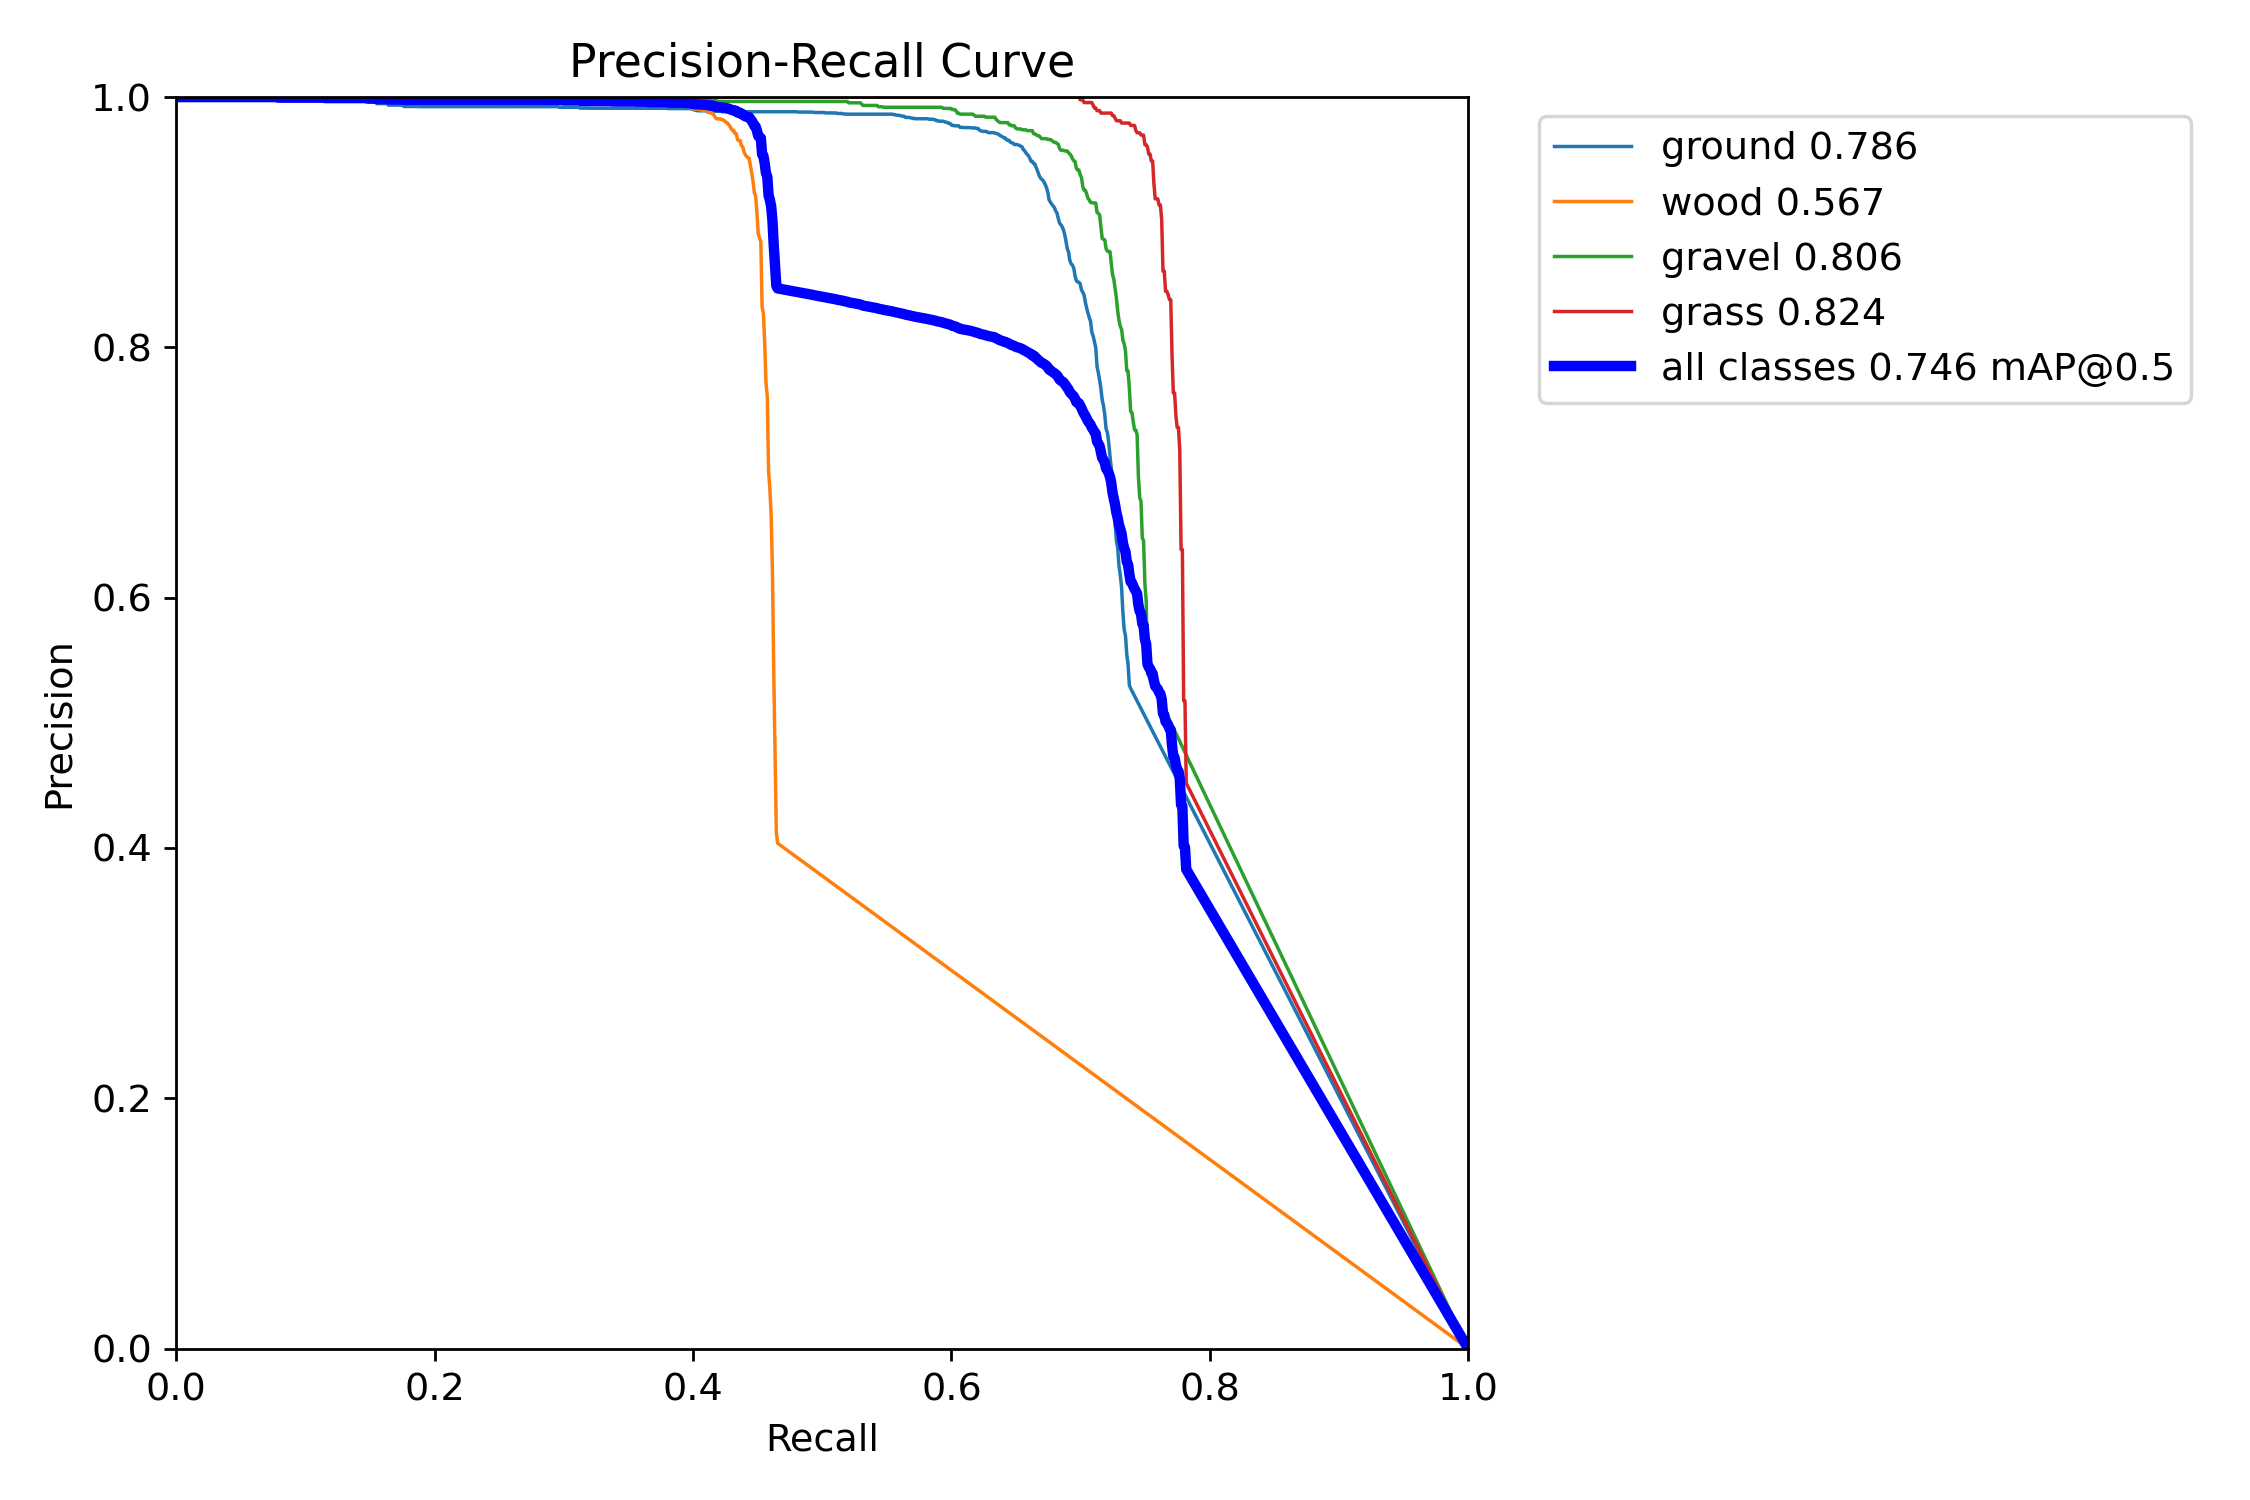 Precision-Recall Curve
1.0
0.8
0.6
0.4
0.2
0.0
Precision
0.0 0.2 0.4 0.6 0.8 1.0
Recall
ground 0.786
wood 0.567
gravel 0.806
grass 0.824
all classes 0.746 mAP@0.5